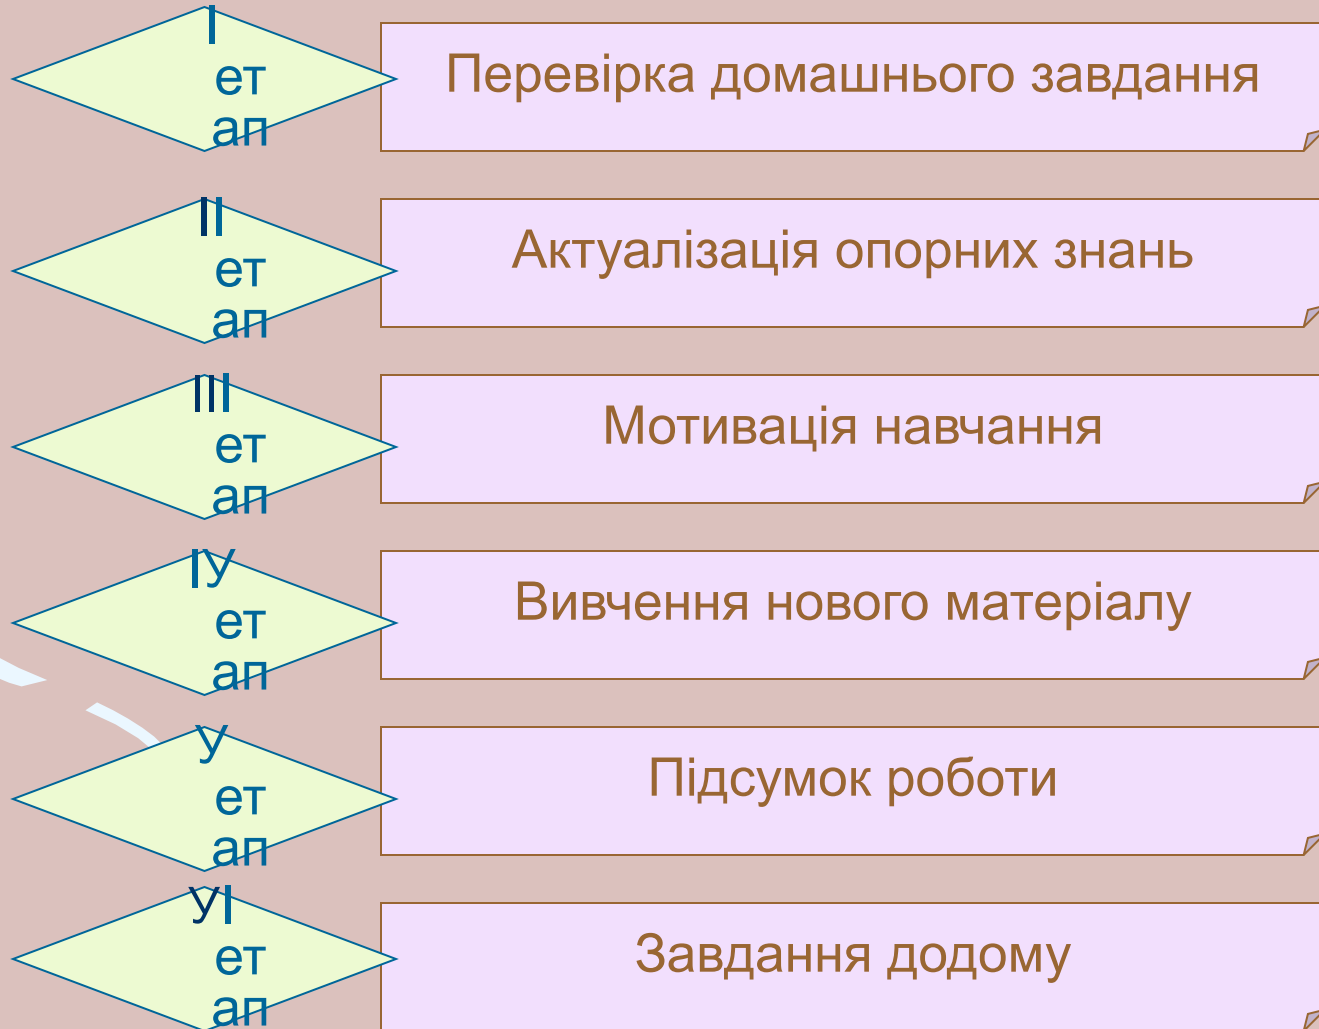 І
ет
ап
Перевірка домашнього завдання
ІІ
ет
ап
Актуалізація опорних знань
ІІІ
ет
ап
Мотивація навчання
ІУ
ет
ап
Вивчення нового матеріалу
У
ет
ап
Підсумок роботи
УІ
ет
ап
Завдання додому